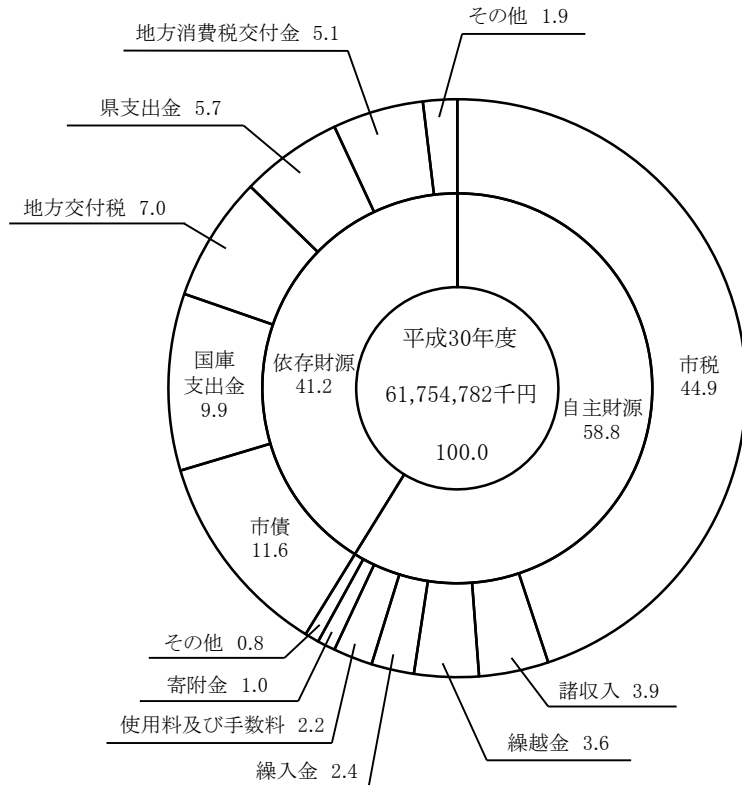 その他 1.9
地方消費税交付金 5.1
県支出金 5.7
地方交付税 7.0
国庫
支出金
9.9
依存財源
41.2
平成30年度
61,754,782千円
100.0
自主財源
58.8
市税
44.9
市債
11.6
その他 0.8
寄附金 1.0
使用料及び手数料 2.2
繰入金 2.4
繰越金 3.6
諸収入 3.9